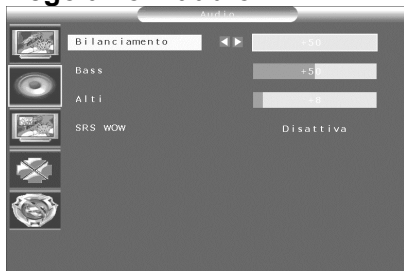 Audio
Bilanciamento +50
Bass +50
Alti +8
SRS WOW Disattiva